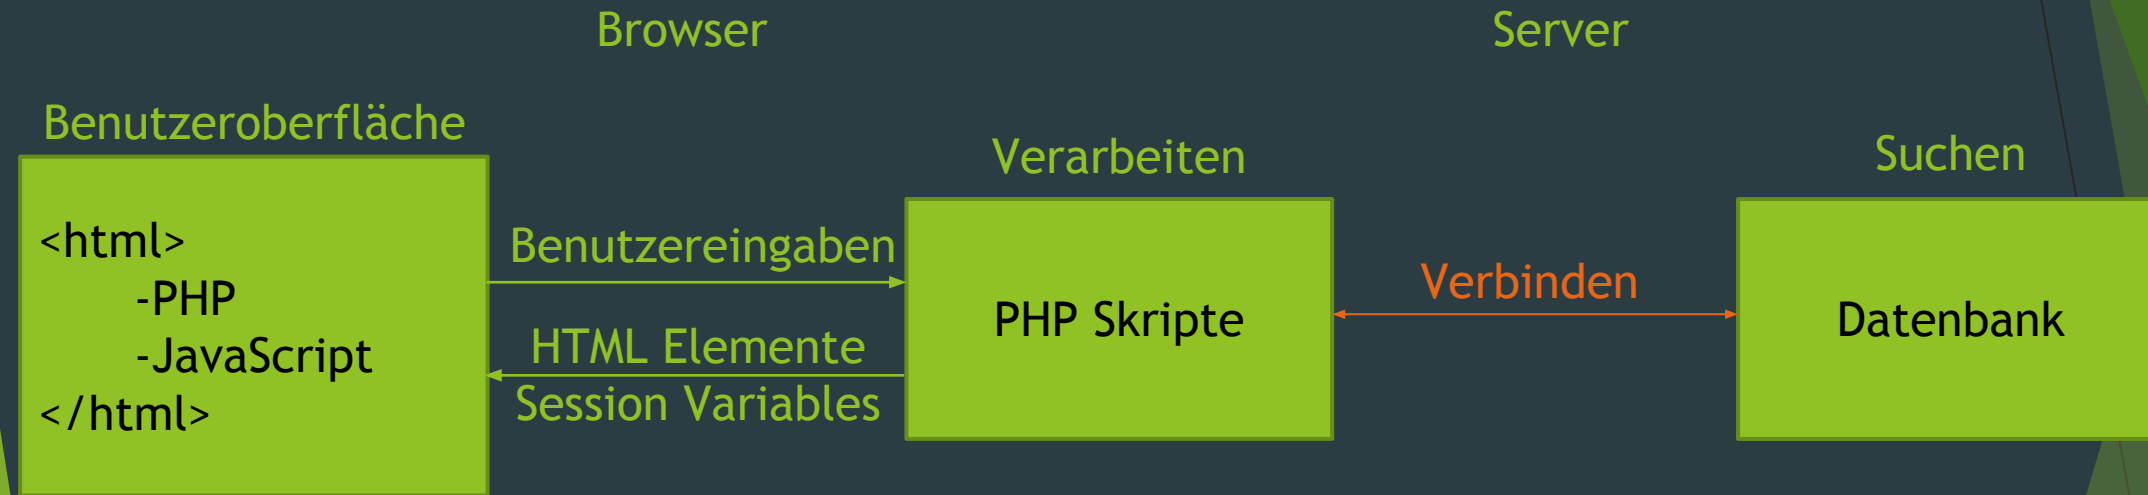 Browser
Server
Benutzeroberfläche
<html>
-PHP
-JavaScript
</html>
Benutzereingaben
HTML Elemente
Session Variables
Verarbeiten
PHP Skripte
Verbinden
Suchen
Datenbank